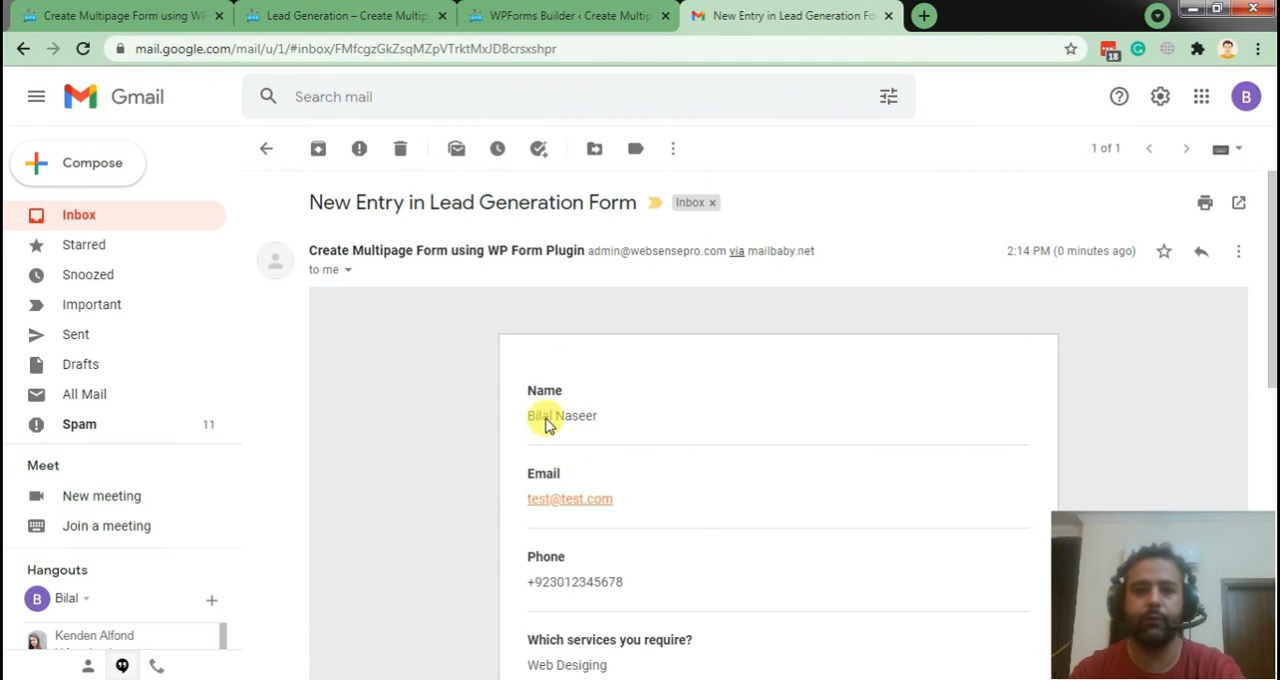 Create Multipage Form using WP
Lead Generation – Create Multip
WPForms Builder ‹ Create Multip
New Entry in Lead Generation Fo
mail.google.com/mail/u/1/#inbox/FMfcgzGkZsqMZpVTrktMxJDBcrsxshpr
18
Gmail
Search mail
B
Compose
1 of 1
Inbox
Starred
Snoozed
Important
Sent
Drafts
All Mail
Spam
11
Meet
New meeting
Join a meeting
Hangouts
B
Bilal
Kenden Alfond
New Entry in Lead Generation Form
Inbox
Create Multipage Form using WP Form Plugin admin@websensepro.com via mailbaby.net
2:14 PM (0 minutes ago)
to me
Name
Bilal Naseer
Email
test@test.com
Phone
+923012345678
Which services you require?
Web Desiging